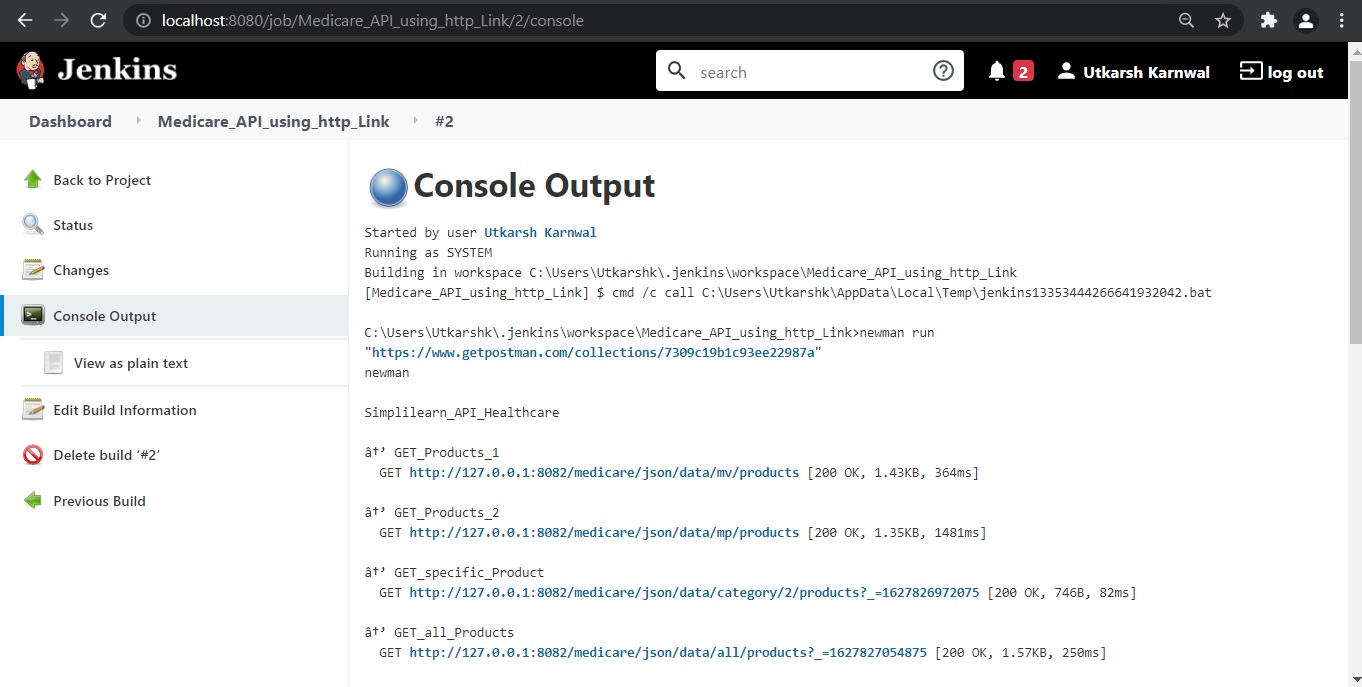 localhost:8080/job/Medicare_API_using_http_Link/2/console
Jenkins
search
2
Utkarsh Karnwal
log out
Dashboard
Medicare_API_using_http_Link
#2
Back to Project
Status
Changes
Console Output
View as plain text
Edit Build Information
Delete build ‘#2’
Previous Build
Console Output
Started by user Utkarsh Karnwal
Running as SYSTEM
Building in workspace C:\Users\Utkarshk\.jenkins\workspace\Medicare_API_using_http_Link
[Medicare_API_using_http_Link] $ cmd /c call C:\Users\Utkarshk\AppData\Local\Temp\jenkins13353444266641932042.bat
C:\Users\Utkarshk\.jenkins\workspace\Medicare_API_using_http_Link>newman run
"https://www.getpostman.com/collections/7309c19b1c93ee22987a"
newman
Simplilearn_API_Healthcare
â†’ GET_Products_1
GET http://127.0.0.1:8082/medicare/json/data/mv/products [200 OK, 1.43KB, 364ms]
â†’ GET_Products_2
GET http://127.0.0.1:8082/medicare/json/data/mp/products [200 OK, 1.35KB, 1481ms]
â†’ GET_specific_Product
GET http://127.0.0.1:8082/medicare/json/data/category/2/products?_=1627826972075 [200 OK, 746B, 82ms]
â†’ GET_all_Products
GET http://127.0.0.1:8082/medicare/json/data/all/products?_=1627827054875 [200 OK, 1.57KB, 250ms]